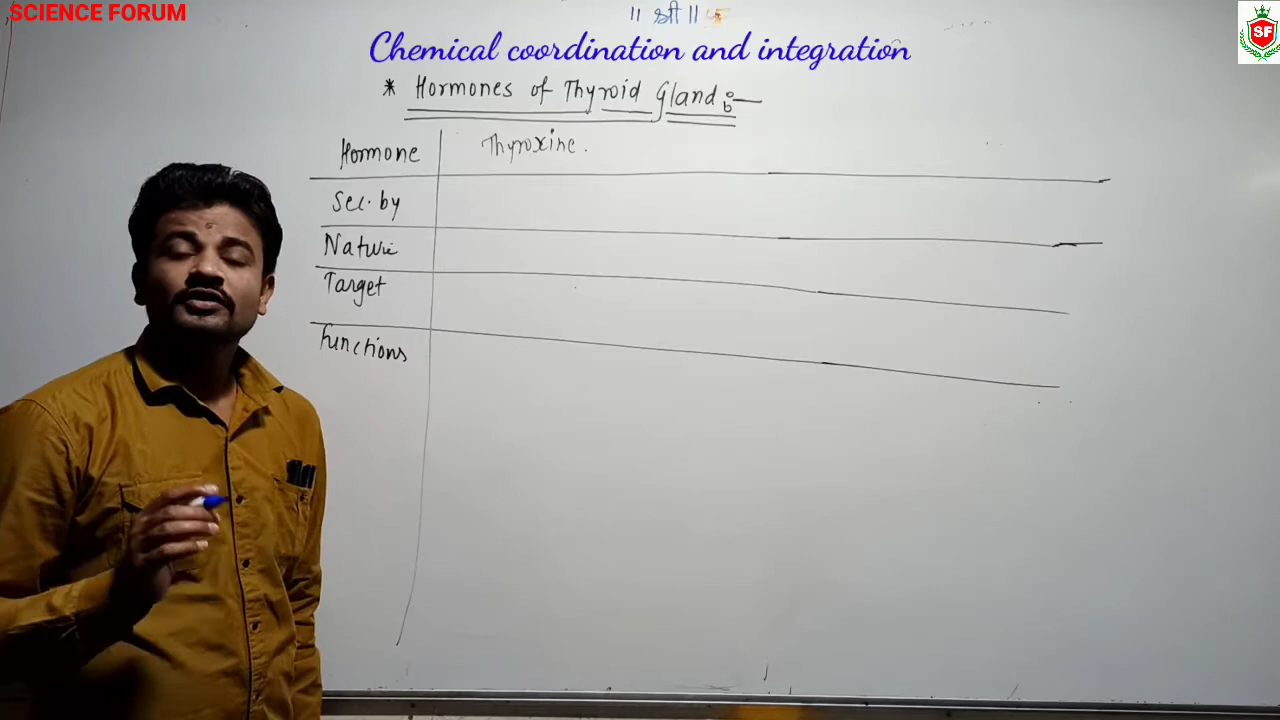 SCIENCE FORUM
|| श्री ||
SF
Chemical coordination and integration
* Hormones of Thyroid Gland :—
Hormone Thyroxine.
Sec. by
Nature
Target
Functions